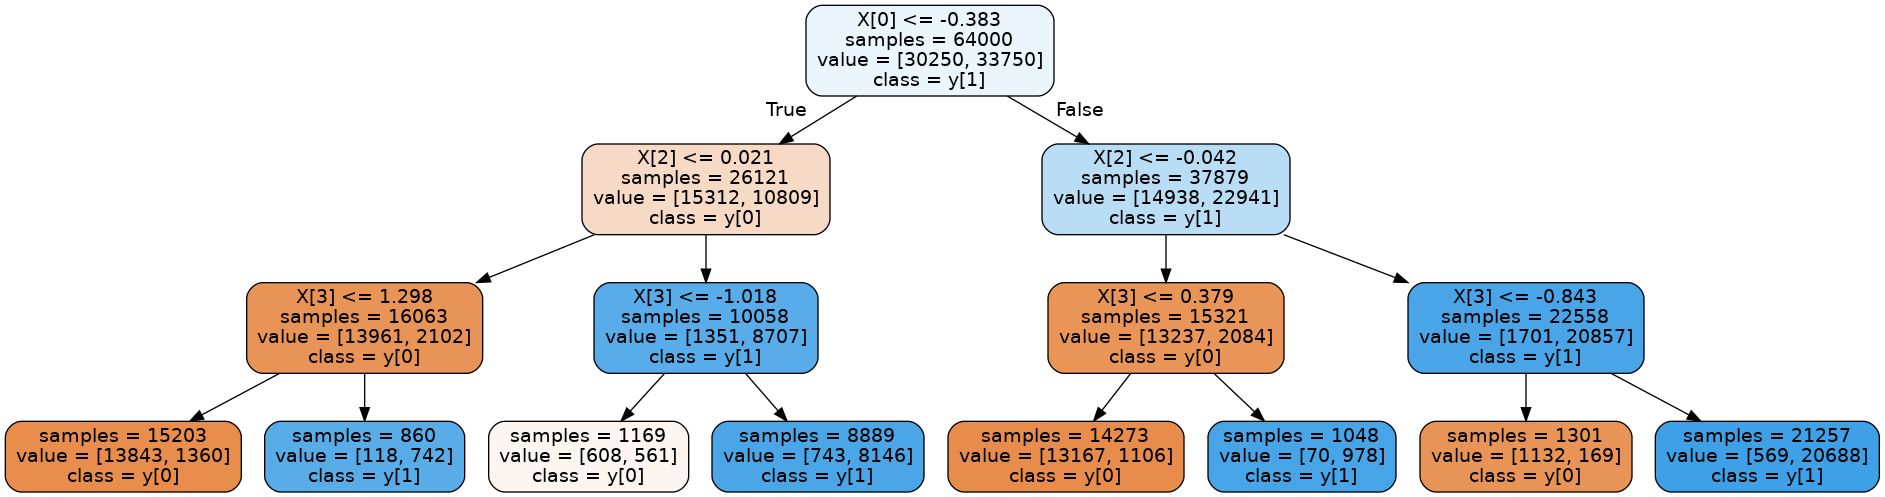 X[0] <= -0.383
samples = 64000
value = [30250, 33750]
class = y[1]
True
False
X[2] <= 0.021
samples = 26121
value = [15312, 10809]
class = y[0]
X[2] <= -0.042
samples = 37879
value = [14938, 22941]
class = y[1]
X[3] <= 1.298
samples = 16063
value = [13961, 2102]
class = y[0]
X[3] <= -1.018
samples = 10058
value = [1351, 8707]
class = y[1]
X[3] <= 0.379
samples = 15321
value = [13237, 2084]
class = y[0]
X[3] <= -0.843
samples = 22558
value = [1701, 20857]
class = y[1]
samples = 15203
value = [13843, 1360]
class = y[0]
samples = 860
value = [118, 742]
class = y[1]
samples = 1169
value = [608, 561]
class = y[0]
samples = 8889
value = [743, 8146]
class = y[1]
samples = 14273
value = [13167, 1106]
class = y[0]
samples = 1048
value = [70, 978]
class = y[1]
samples = 1301
value = [1132, 169]
class = y[0]
samples = 21257
value = [569, 20688]
class = y[1]